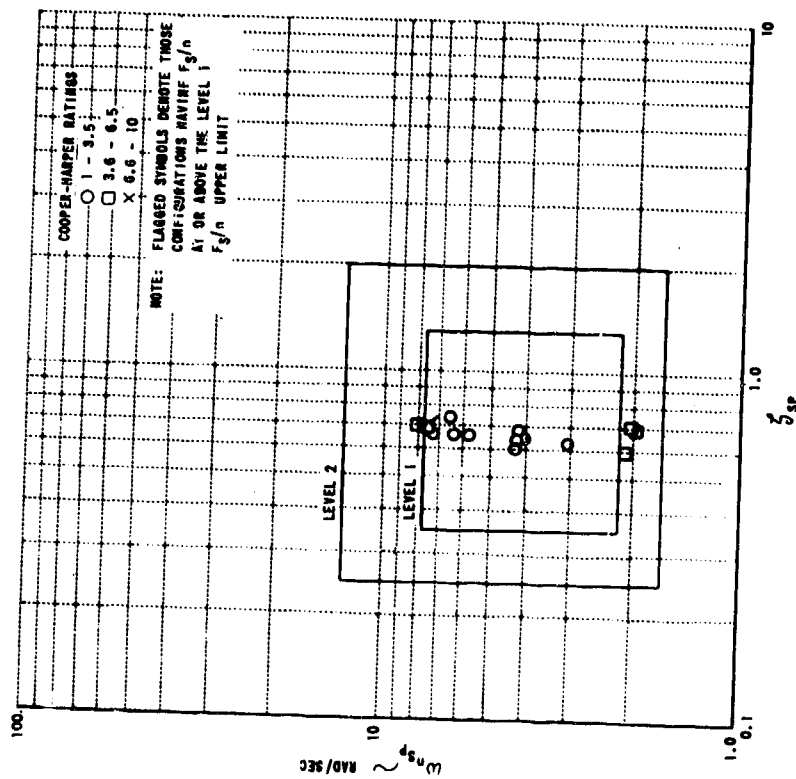 COOPER-HARPER RATINGS
O 1 - 3.5
□ 3.6 - 6.5
X 6.6 - 10
NOTE: FLAGGED SYMBOLS DENOTE THOSE
CONFIGURATIONS HAVING Fs/n
AT OR ABOVE THE LEVEL 1
Fs/n UPPER LIMIT
LEVEL 2
LEVEL 1
100.
10
1.0
ωnsp ~ RAD/SEC
0.1
1.0
10
ζSP